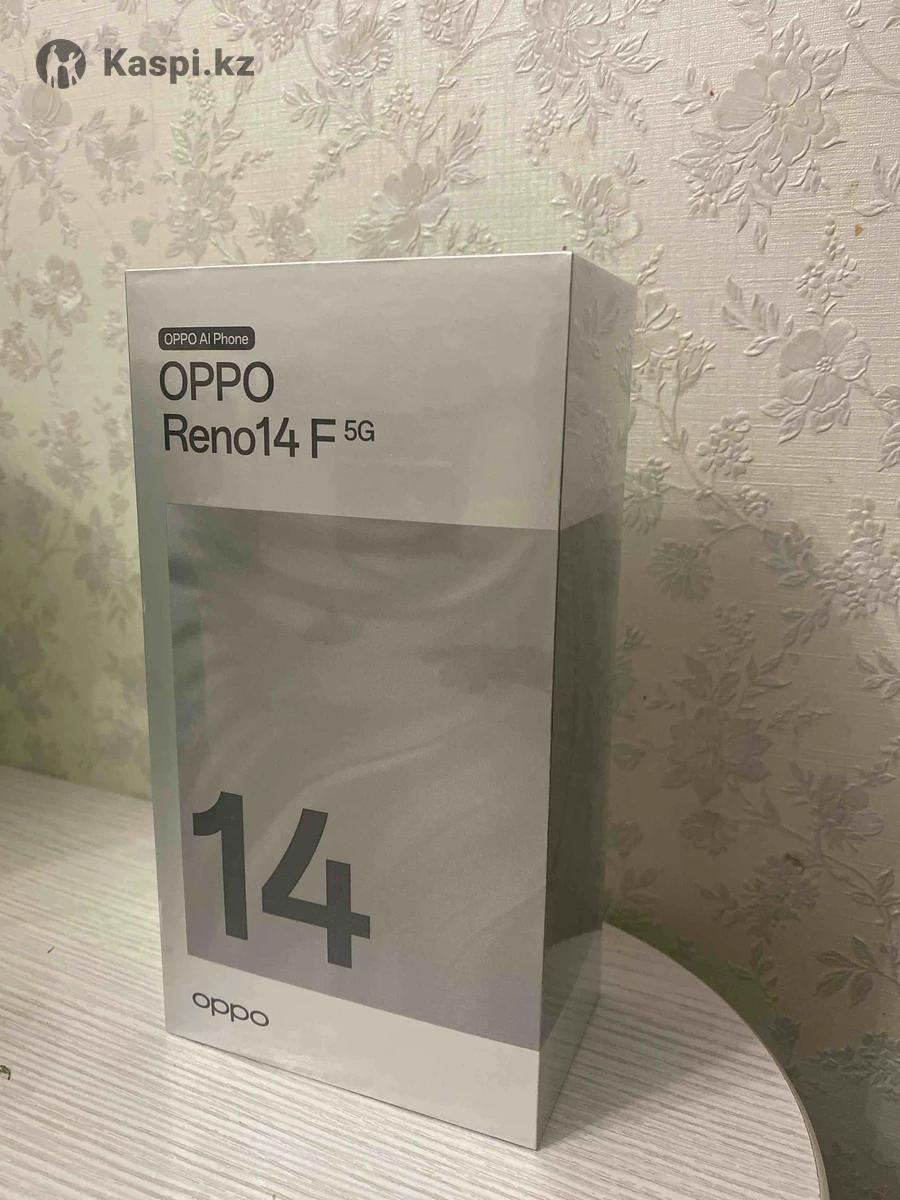 Kaspi.kz
OPPO AI Phone
OPPO
Reno14 F 5G
14
oppo